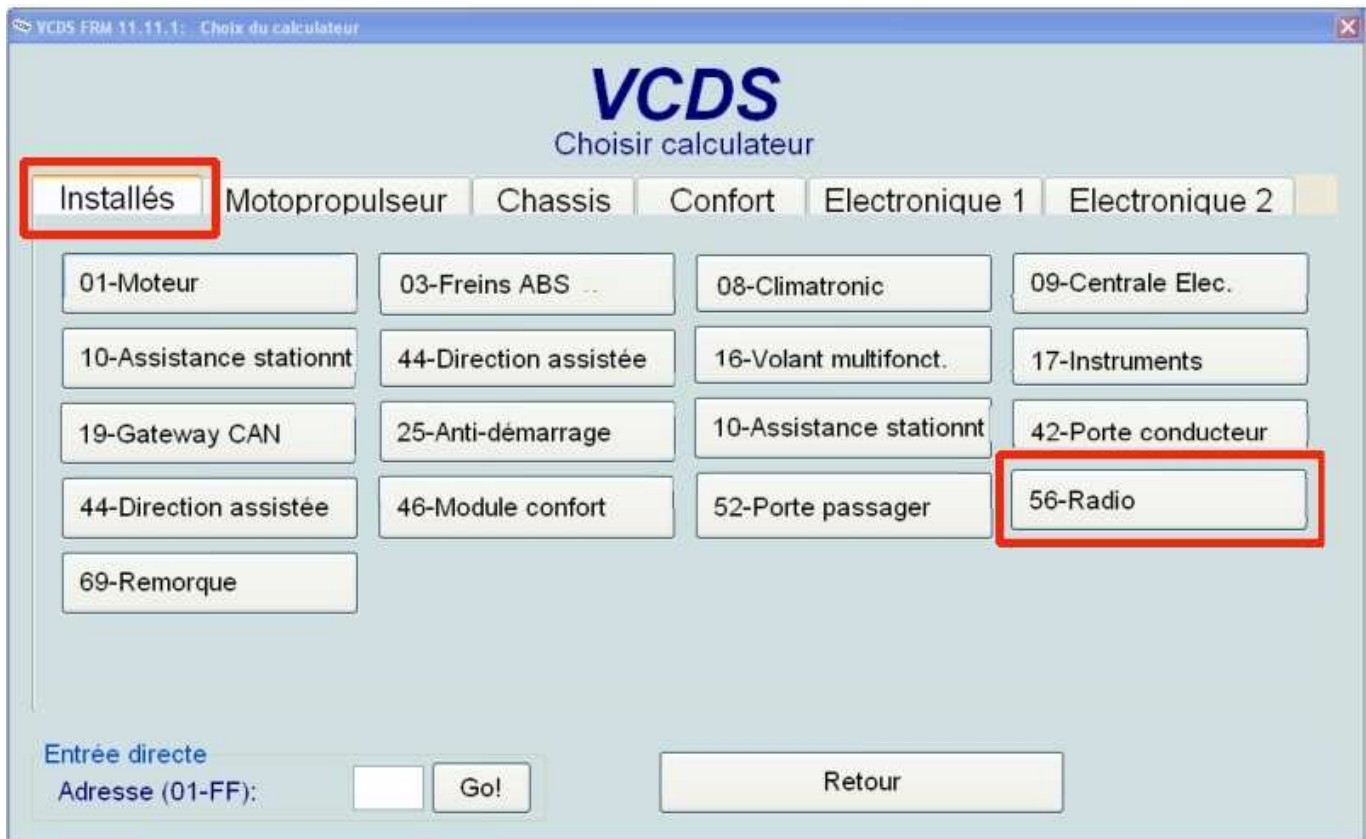 VCDS FRM 11.11.1: Choix du calculateur
VCDS
Choisir calculateur
Installés Motopropulseur Chassis Confort Electronique 1 Electronique 2
01-Moteur 03-Freins ABS .. 08-Climatronic 09-Centrale Elec.
10-Assistance stationnt 44-Direction assistée 16-Volant multifonct. 17-Instruments
19-Gateway CAN 25-Anti-démarrage 10-Assistance stationnt 42-Porte conducteur
44-Direction assistée 46-Module confort 52-Porte passager 56-Radio
69-Remorque
Entrée directe
Adresse (01-FF): Go! Retour